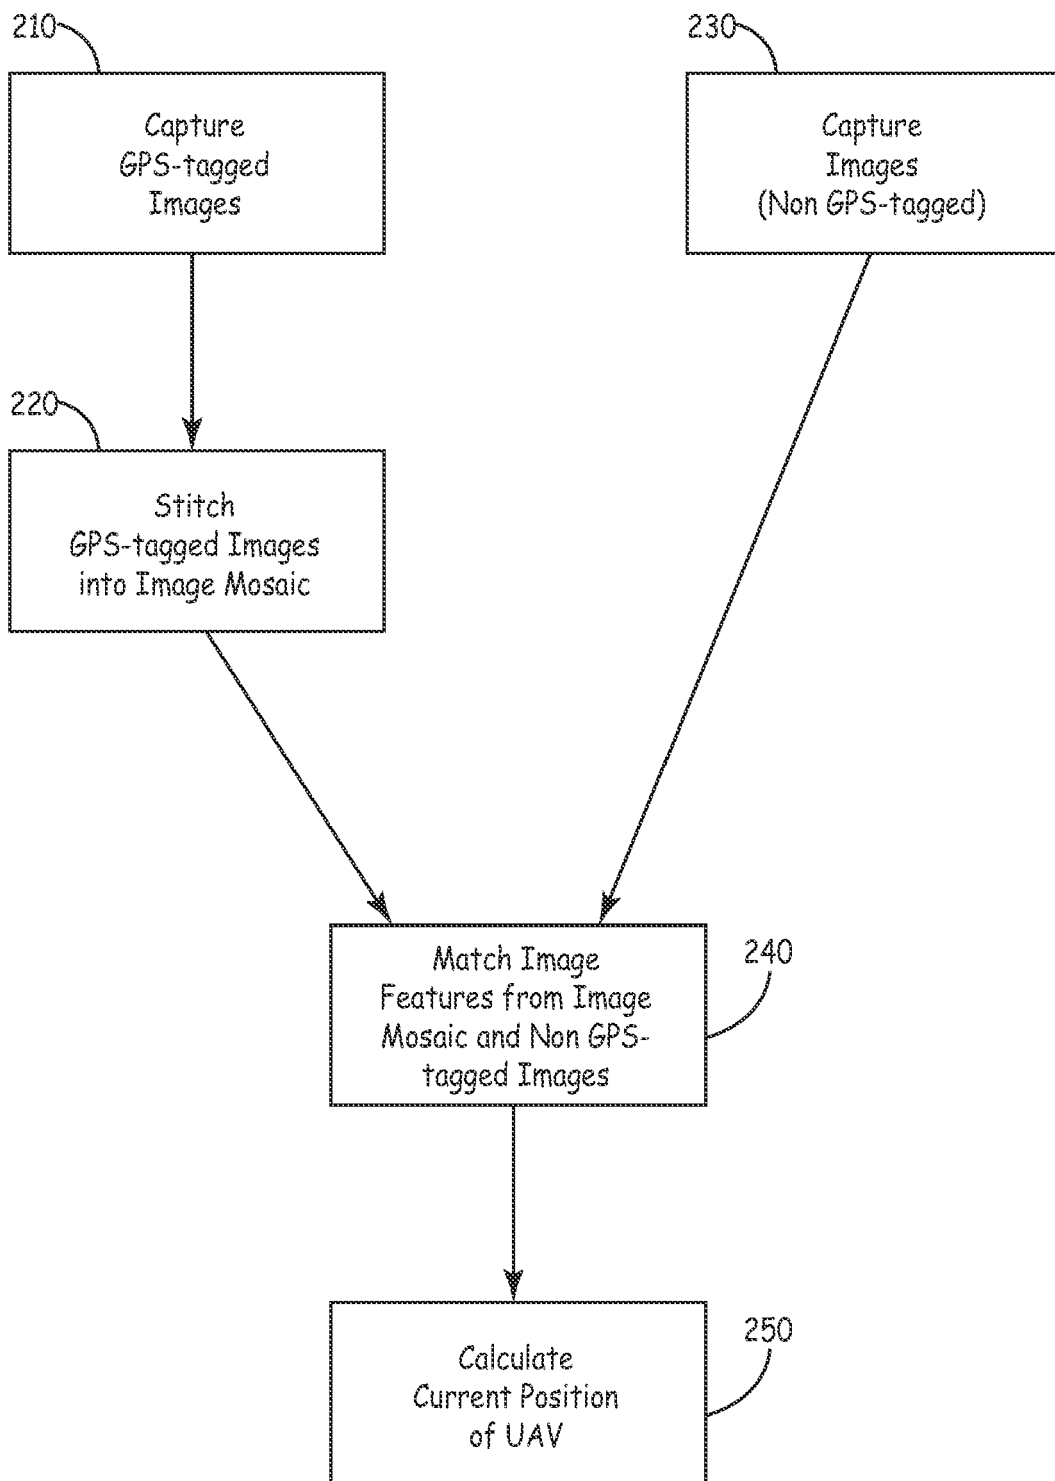 210
Capture
GPS-tagged
Images
230
Capture
Images
(Non GPS-tagged)
220
Stitch
GPS-tagged Images
into Image Mosaic
240
Match Image
Features from Image
Mosaic and Non GPS-
tagged Images
250
Calculate
Current Position
of UAV